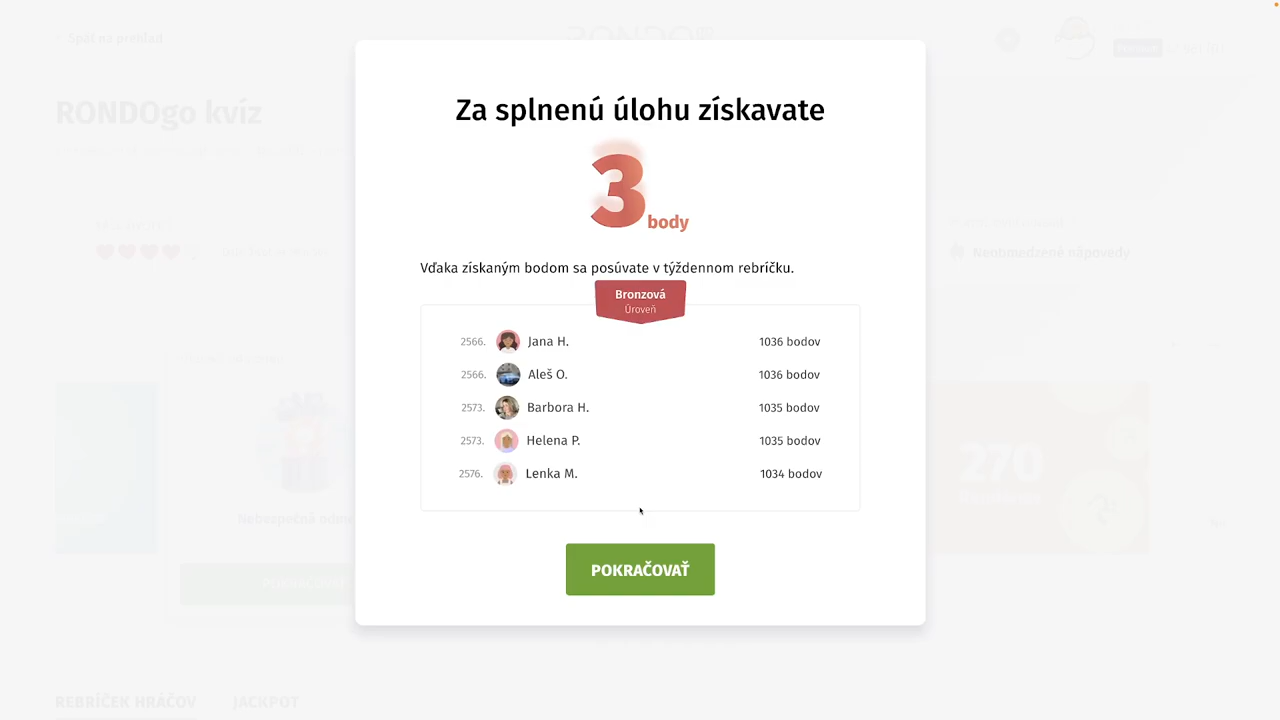 Späť na prehľad
RONDO
RONDOgo kvíz
Neobmedzené nápovedy
270
REBRÍČEK HRÁČOV
JACKPOT
Za splnenú úlohu získavate
3 body
Vďaka získaným bodom sa posúvate v týždennom rebríčku.
Bronzová
Úroveň
2566. Jana H. 1036 bodov
2566. Aleš O. 1036 bodov
2573. Barbora H. 1035 bodov
2573. Helena P. 1035 bodov
2576. Lenka M. 1034 bodov
POKRAČOVAŤ